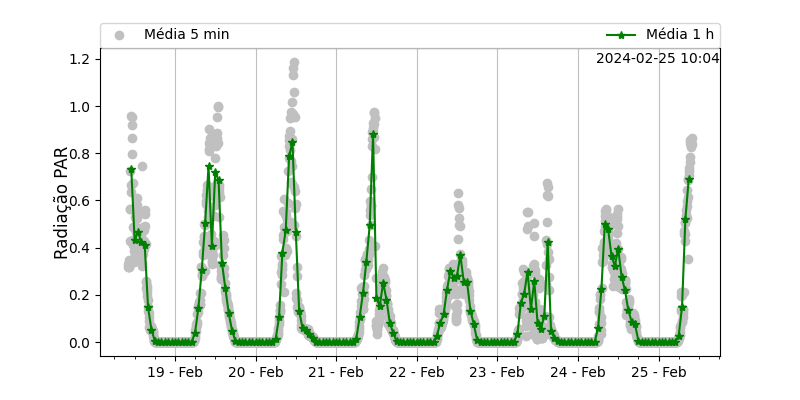 Média 5 min
Média 1 h
2024-02-25 10:04
Radiação PAR
1.2
1.0
0.8
0.6
0.4
0.2
0.0
19 - Feb
20 - Feb
21 - Feb
22 - Feb
23 - Feb
24 - Feb
25 - Feb